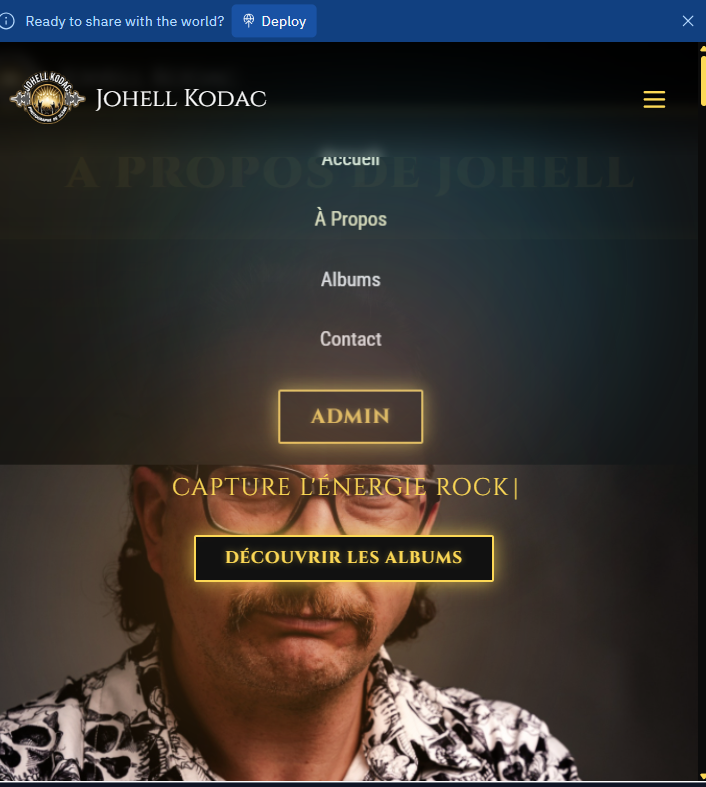 Ready to share with the world?
Deploy
JOHELL KODAC
JOHELL KODAC
Accueil
A PROPOS DE JOHELL
À Propos
Albums
Contact
ADMIN
CAPTURE L'ÉNERGIE ROCK|
DÉCOUVRIR LES ALBUMS